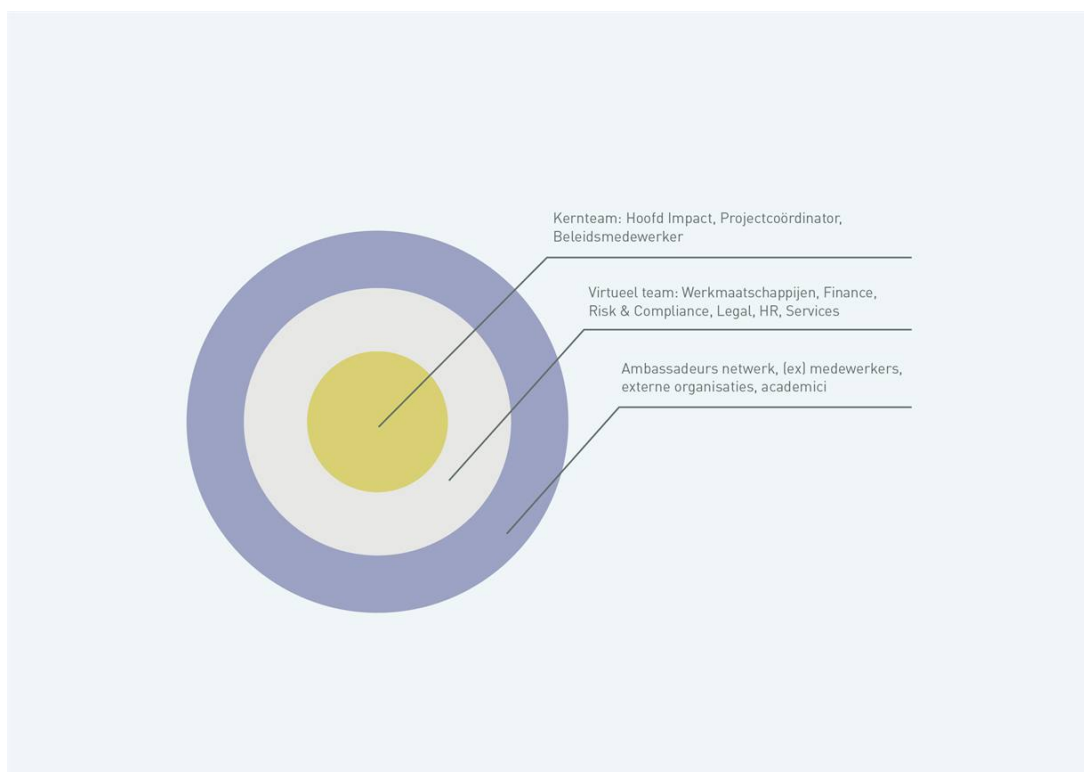 Kernteam: Hoofd Impact, Projectcoördinator,
Beleidsmedewerker
Virtueel team: Werkmaatschappijen, Finance,
Risk & Compliance, Legal, HR, Services
Ambassadeurs netwerk, (ex) medewerkers,
externe organisaties, academici